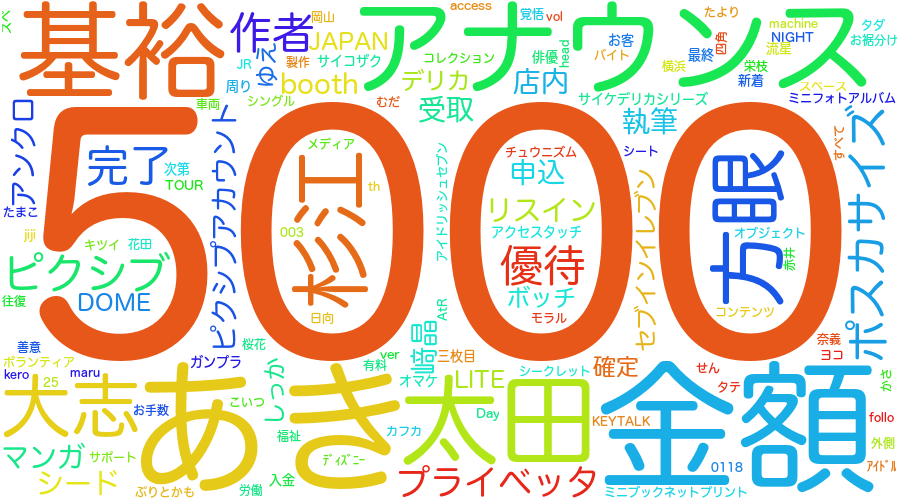 スペ
基裕
作者
ゆえ
岡山
JAPAN
製作
サイコザク
アナウンス
access
覚悟
vol
たより
machine
タダ
お裾分け
JR
コレクション
head
俳優
お客
バイト
最終
四角
NIGHT
流星
横浜
栄枝
新着
スペース
ミニフォトアルバム
周り
booth
デリカ
店内
サイケデリカシリーズ
車両
シングル
むだ
受取
執筆
アンクロ
ピクシブアカウント
5000
完了
次第
TOUR
メディア
th
杉江
003
日向
アイドリッシュセブン
チュウニズム
申込
リスイン
アクセスタッチ
優待
ボッチ
モラル
シート
セブインイレブン
方眼
オブジェクト
コンテンツ
赤井
すべて
ポスカサイズ
たまこ
jiji
キツイ
花田
ピクシブ
往復
DOME
善意
ボランティア
桜花
ガンプラ
kero
25
maru
ver
有料
崎晶
AtR
三枚目
確定
せん
奈義
ヨコ
かさ
大志
あき
お手数
こいつ
しっか
オマケ
LITE
シークレット
タテ
金額
太田
Day
KEYTALK
follo
マンガ
サポート
シード
ぷりとかも
福祉
労働
入金
ディズニー
カフカ
プライベッタ
0118
ミニブックネットプリント
外側
アイドル